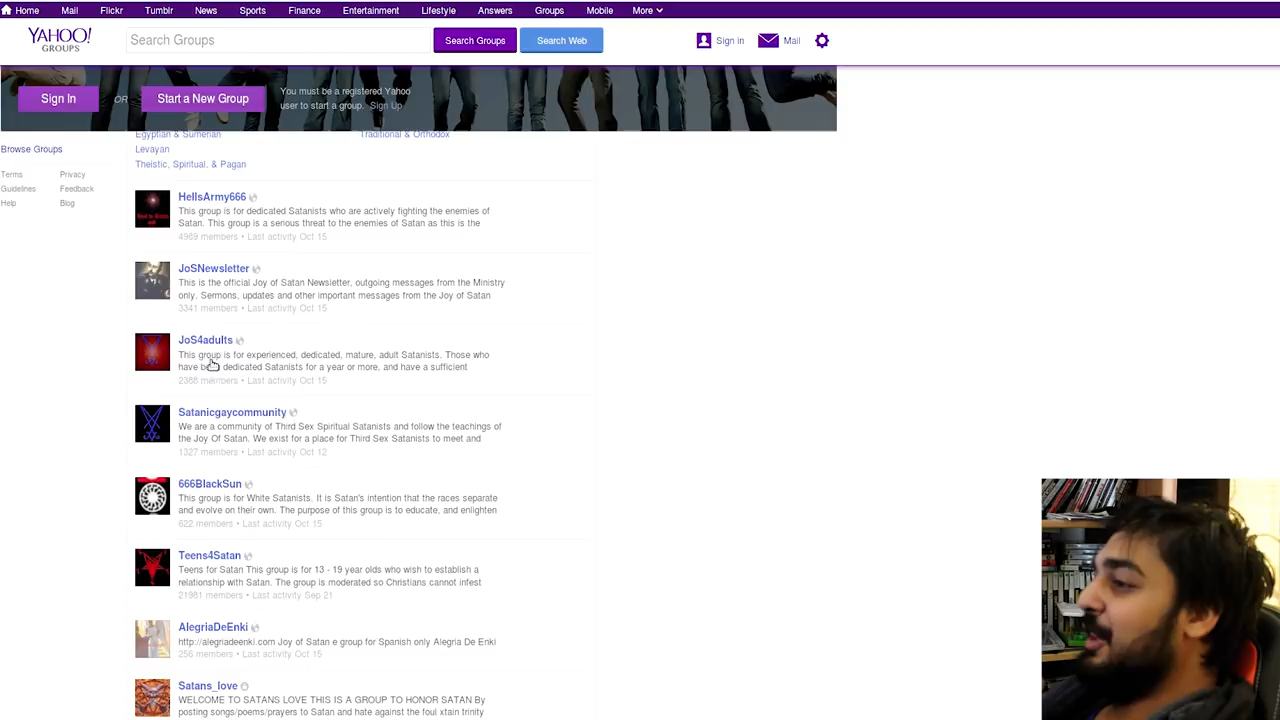 Home Mail Flickr Tumblr News Sports Finance Entertainment Lifestyle Answers Groups Mobile More
YAHOO!
GROUPS
Search Groups
Search Groups
Search Web
Sign in
Mail
Sign In
OR
Start a New Group
You must be a registered Yahoo
user to start a group. Sign Up
Egyptian & Sumerian
Traditional & Orthodox
Browse Groups
Levayan
Theistic, Spiritual, & Pagan
Terms Privacy
Guidelines Feedback
Help Blog
HellsArmy666
This group is for dedicated Satanists who are actively fighting the enemies of
Satan. This group is a serious threat to the enemies of Satan as this is the
4989 members • Last activity Oct 15
JoSNewsletter
This is the official Joy of Satan Newsletter, outgoing messages from the Ministry
only. Sermons, updates and other important messages from the Joy of Satan
3341 members • Last activity Oct 15
JoS4adults
This group is for experienced, dedicated, mature, adult Satanists. Those who
have been dedicated Satanists for a year or more, and have a sufficient
2388 members • Last activity Oct 15
Satanicgaycommunity
We are a community of Third Sex Spiritual Satanists and follow the teachings of
the Joy Of Satan. We exist for a place for Third Sex Satanists to meet and
1327 members • Last activity Oct 12
666BlackSun
This group is for White Satanists. It is Satan's intention that the races separate
and evolve on their own. The purpose of this group is to educate, and enlighten
622 members • Last activity Oct 15
Teens4Satan
Teens for Satan This group is for 13 - 19 year olds who wish to establish a
relationship with Satan. The group is moderated so Christians cannot infest
21981 members • Last activity Sep 21
AlegriaDeEnki
http://alegriadeenki.com Joy of Satan e group for Spanish only Alegria De Enki
256 members • Last activity Oct 15
Satans_love
WELCOME TO SATANS LOVE THIS IS A GROUP TO HONOR SATAN By
posting songs/poems/prayers to Satan and hate against the foul xtain trinity